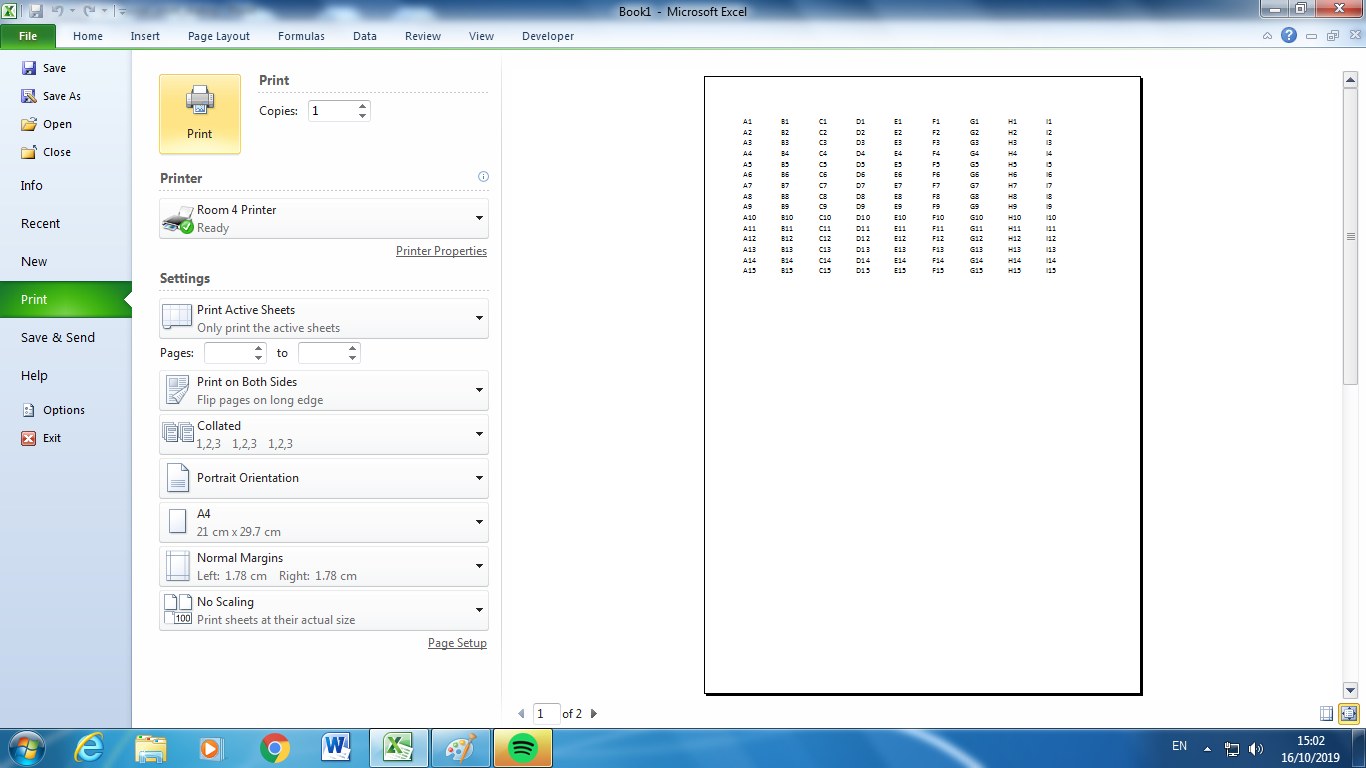 Book1 - Microsoft Excel
File Home Insert Page Layout Formulas Data Review View Developer
Save
Save As
Open
Close
Info
Recent
New
Print
Save & Send
Help
Options
Exit
Print
Print
Copies: 1
Printer
Room 4 Printer
Ready
Printer Properties
Settings
Print Active Sheets
Only print the active sheets
Pages: to
Print on Both Sides
Flip pages on long edge
Collated
1,2,3 1,2,3 1,2,3
Portrait Orientation
A4
21 cm x 29.7 cm
Normal Margins
Left: 1.78 cm Right: 1.78 cm
No Scaling
100
Print sheets at their actual size
Page Setup
A1 B1 C1 D1 E1 F1 G1 H1 I1
A2 B2 C2 D2 E2 F2 G2 H2 I2
A3 B3 C3 D3 E3 F3 G3 H3 I3
A4 B4 C4 D4 E4 F4 G4 H4 I4
A5 B5 C5 D5 E5 F5 G5 H5 I5
A6 B6 C6 D6 E6 F6 G6 H6 I6
A7 B7 C7 D7 E7 F7 G7 H7 I7
A8 B8 C8 D8 E8 F8 G8 H8 I8
A9 B9 C9 D9 E9 F9 G9 H9 I9
A10 B10 C10 D10 E10 F10 G10 H10 I10
A11 B11 C11 D11 E11 F11 G11 H11 I11
A12 B12 C12 D12 E12 F12 G12 H12 I12
A13 B13 C13 D13 E13 F13 G13 H13 I13
A14 B14 C14 D14 E14 F14 G14 H14 I14
A15 B15 C15 D15 E15 F15 G15 H15 I15
1 of 2
EN
15:02
16/10/2019